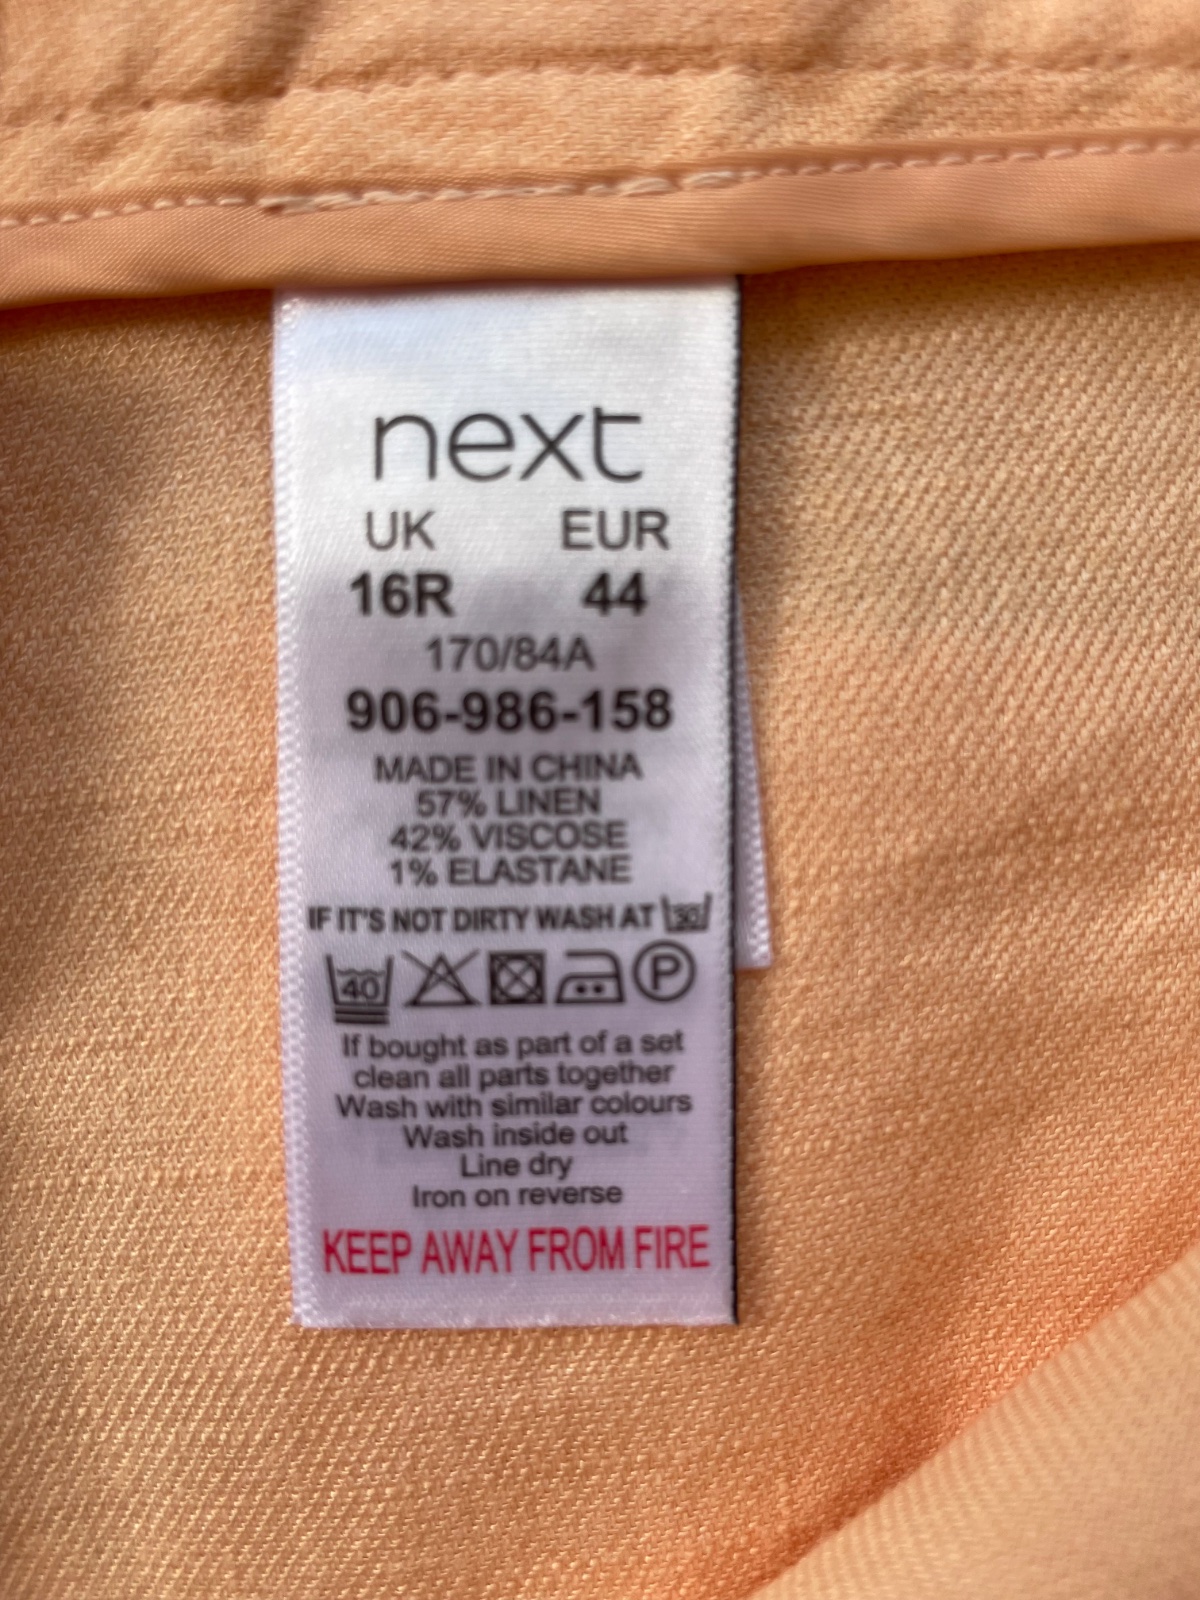 next
UK EUR
16R 44
170/84A
906-986-158
MADE IN CHINA
57% LINEN
42% VISCOSE
1% ELASTANE
IF IT'S NOT DIRTY WASH AT 30
40 P
If bought as part of a set
clean all parts together
Wash with similar colours
Wash inside out
Line dry
Iron on reverse
KEEP AWAY FROM FIRE